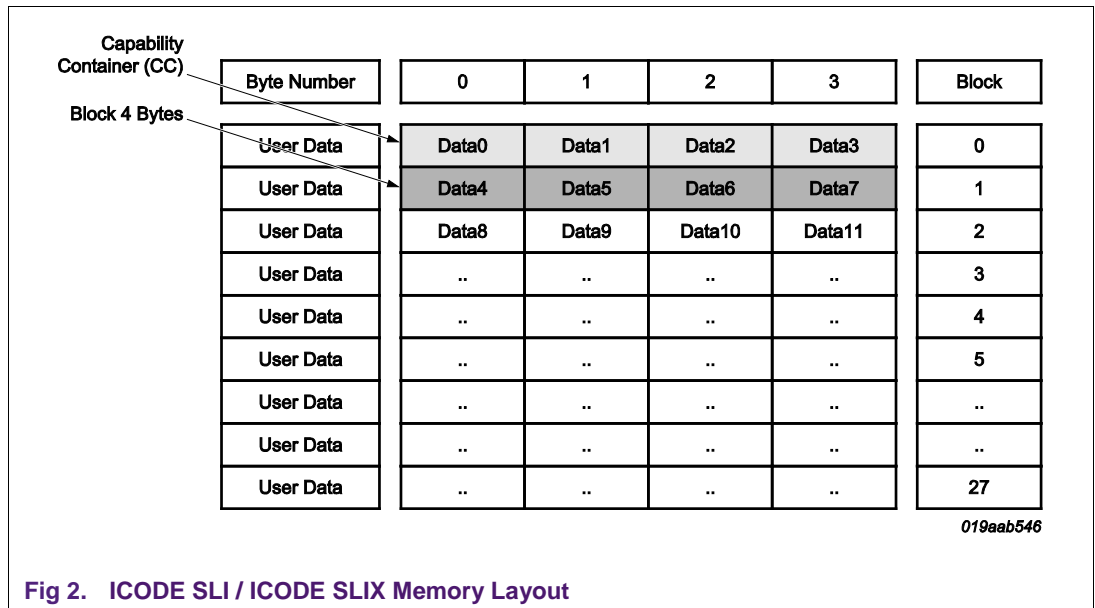 Capability
Container (CC)
Block 4 Bytes
Byte Number 0 1 2 3 Block
User Data Data0 Data1 Data2 Data3 0
User Data Data4 Data5 Data6 Data7 1
User Data Data8 Data9 Data10 Data11 2
User Data .. .. .. .. 3
User Data .. .. .. .. 4
User Data .. .. .. .. 5
User Data .. .. .. .. ..
User Data .. .. .. .. ..
User Data .. .. .. .. 27
019aab546
Fig 2. ICODE SLI / ICODE SLIX Memory Layout